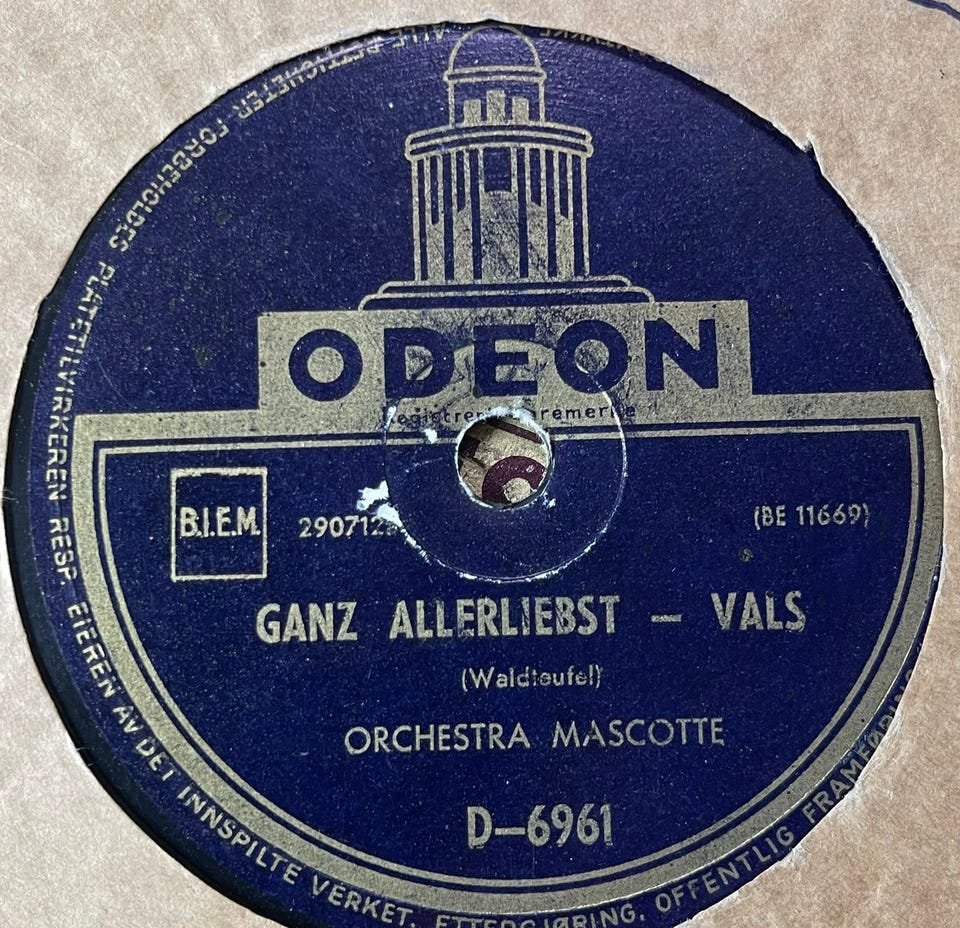 ALLE RETTIGHETER FORBEHOLDES PLATETILVIRKEREN RESP. EIEREN AV DET INNSPILTE VERKET. ETTERGJØRING, OFFENTLIG FRAMFØRING
ODEON
B.I.E.M.
(BE 11669)
GANZ ALLERLIEBST – VALS
(Waldteufel)
ORCHESTRA MASCOTTE
D–6961